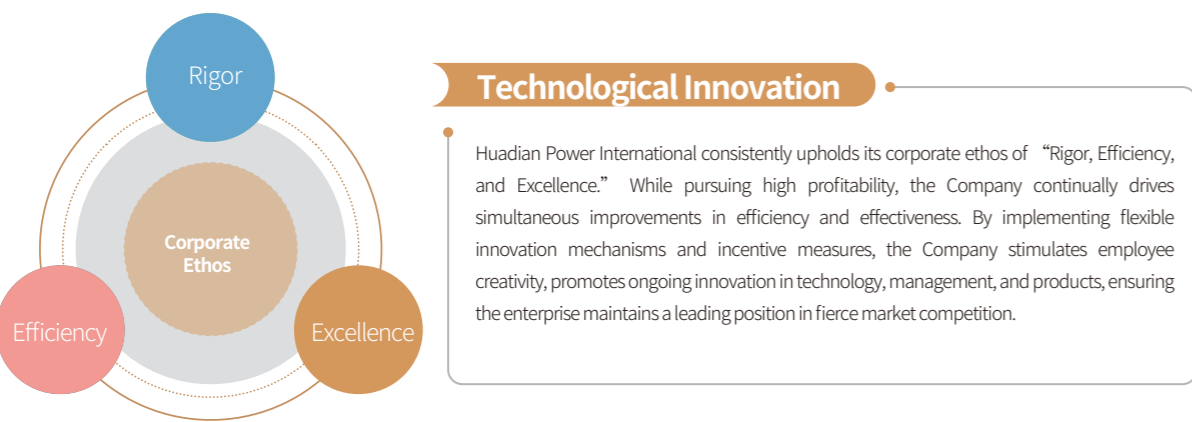 Rigor
Corporate
Ethos
Efficiency
Excellence
Technological Innovation
Huadian Power International consistently upholds its corporate ethos of “Rigor, Efficiency,
and Excellence.” While pursuing high profitability, the Company continually drives
simultaneous improvements in efficiency and effectiveness. By implementing flexible
innovation mechanisms and incentive measures, the Company stimulates employee
creativity, promotes ongoing innovation in technology, management, and products, ensuring
the enterprise maintains a leading position in fierce market competition.